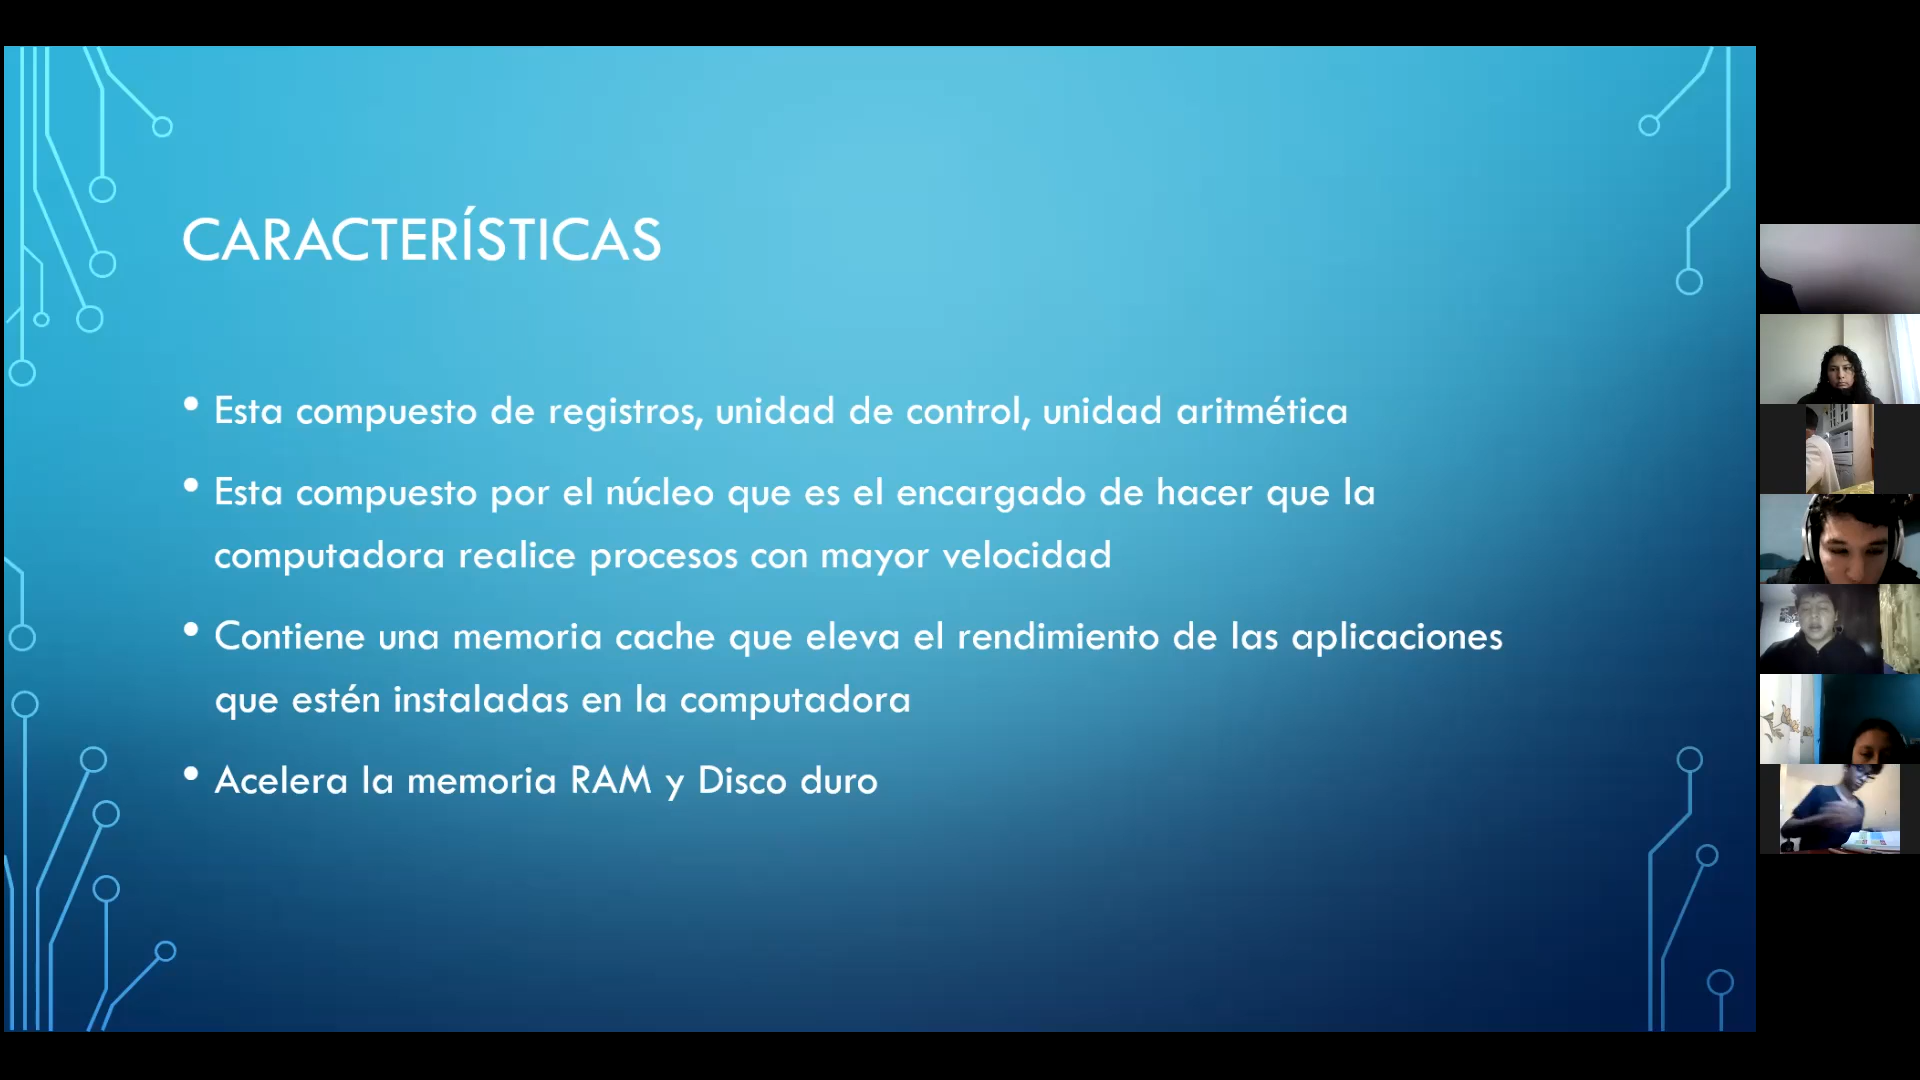 CARACTERÍSTICAS
• Esta compuesto de registros, unidad de control, unidad aritmética
• Esta compuesto por el núcleo que es el encargado de hacer que la
computadora realice procesos con mayor velocidad
• Contiene una memoria cache que eleva el rendimiento de las aplicaciones
que estén instaladas en la computadora
• Acelera la memoria RAM y Disco duro